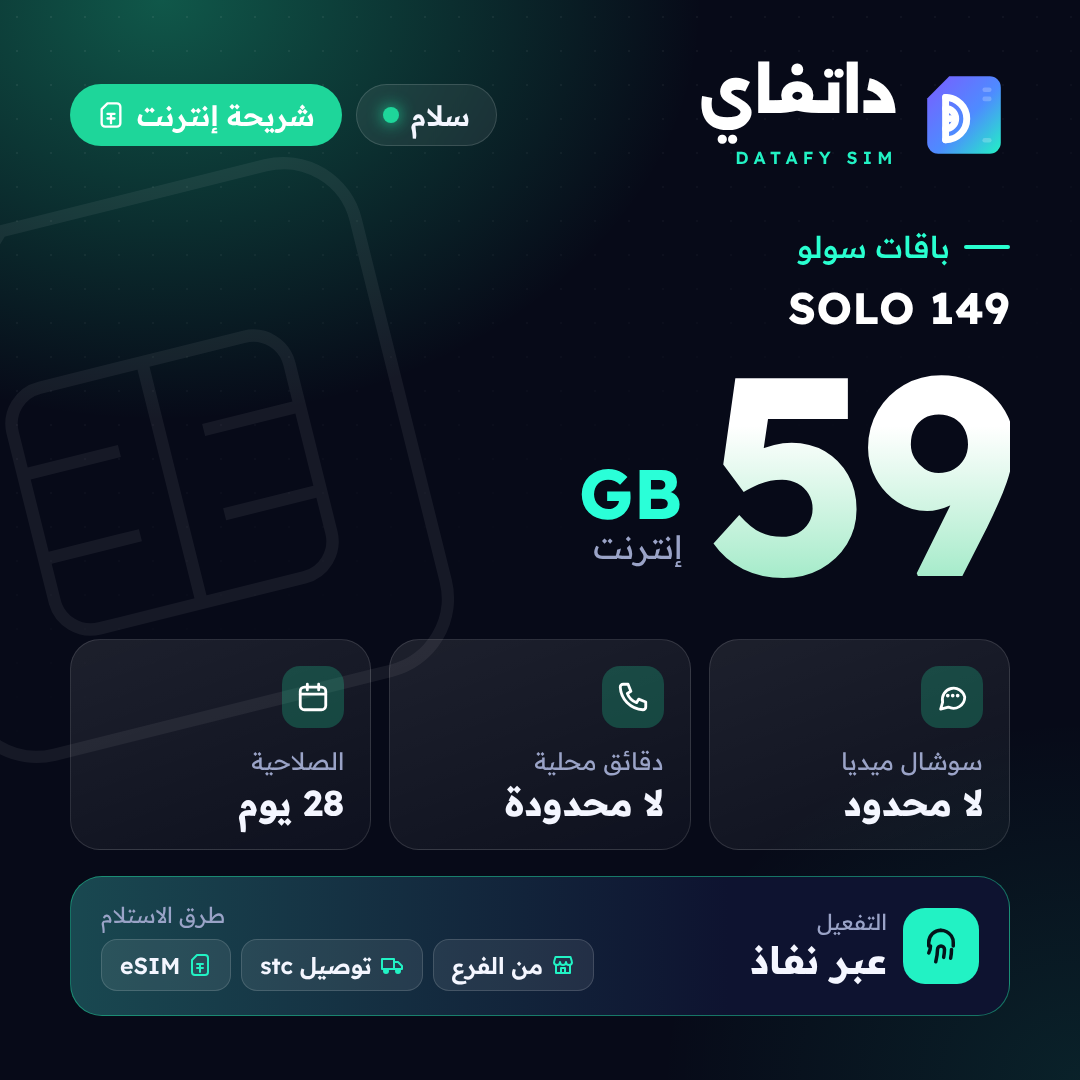 داتفاي
DATAFY SIM
سلام
شريحة إنترنت
باقات سولو
SOLO 149
59
GB
إنترنت
سوشال ميديا
لا محدود
دقائق محلية
لا محدودة
الصلاحية
28 يوم
التفعيل
عبر نفاذ
طرق الاستلام
من الفرع
توصيل stc
eSIM